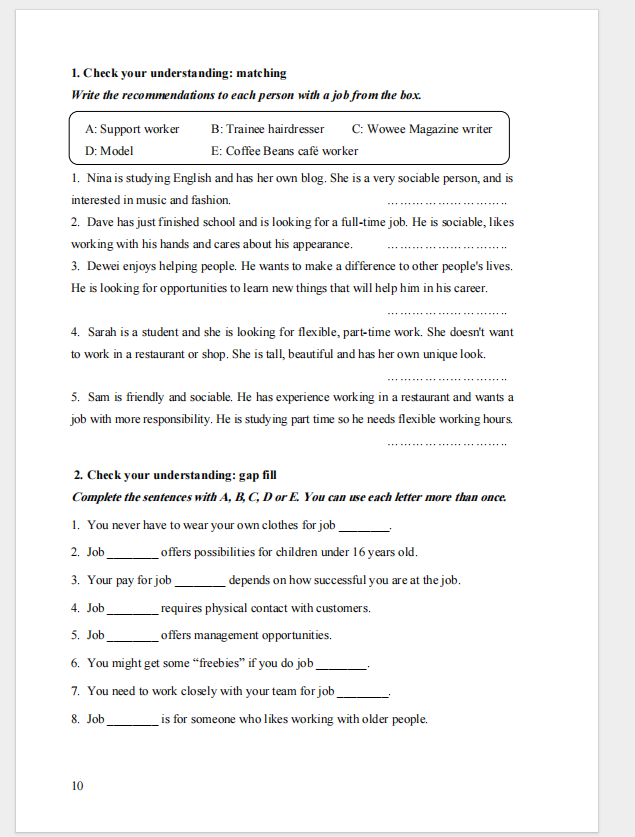 1. Check your understanding: matching
Write the recommendations to each person with a job from the box.
A: Support worker B: Trainee hairdresser C: Wowee Magazine writer
D: Model E: Coffee Beans café worker
1. Nina is studying English and has her own blog. She is a very sociable person, and is
interested in music and fashion. ……………………………
2. Dave has just finished school and is looking for a full-time job. He is sociable, likes
working with his hands and cares about his appearance. ……………………………
3. Dewei enjoys helping people. He wants to make a difference to other people's lives.
He is looking for opportunities to learn new things that will help him in his career.
……………………………
4. Sarah is a student and she is looking for flexible, part-time work. She doesn't want
to work in a restaurant or shop. She is tall, beautiful and has her own unique look.
……………………………
5. Sam is friendly and sociable. He has experience working in a restaurant and wants a
job with more responsibility. He is studying part time so he needs flexible working hours.
……………………………
2. Check your understanding: gap fill
Complete the sentences with A, B, C, D or E. You can use each letter more than once.
1. You never have to wear your own clothes for job ________.
2. Job ________ offers possibilities for children under 16 years old.
3. Your pay for job ________ depends on how successful you are at the job.
4. Job ________ requires physical contact with customers.
5. Job ________ offers management opportunities.
6. You might get some “freebies” if you do job ________.
7. You need to work closely with your team for job ________.
8. Job ________ is for someone who likes working with older people.
10